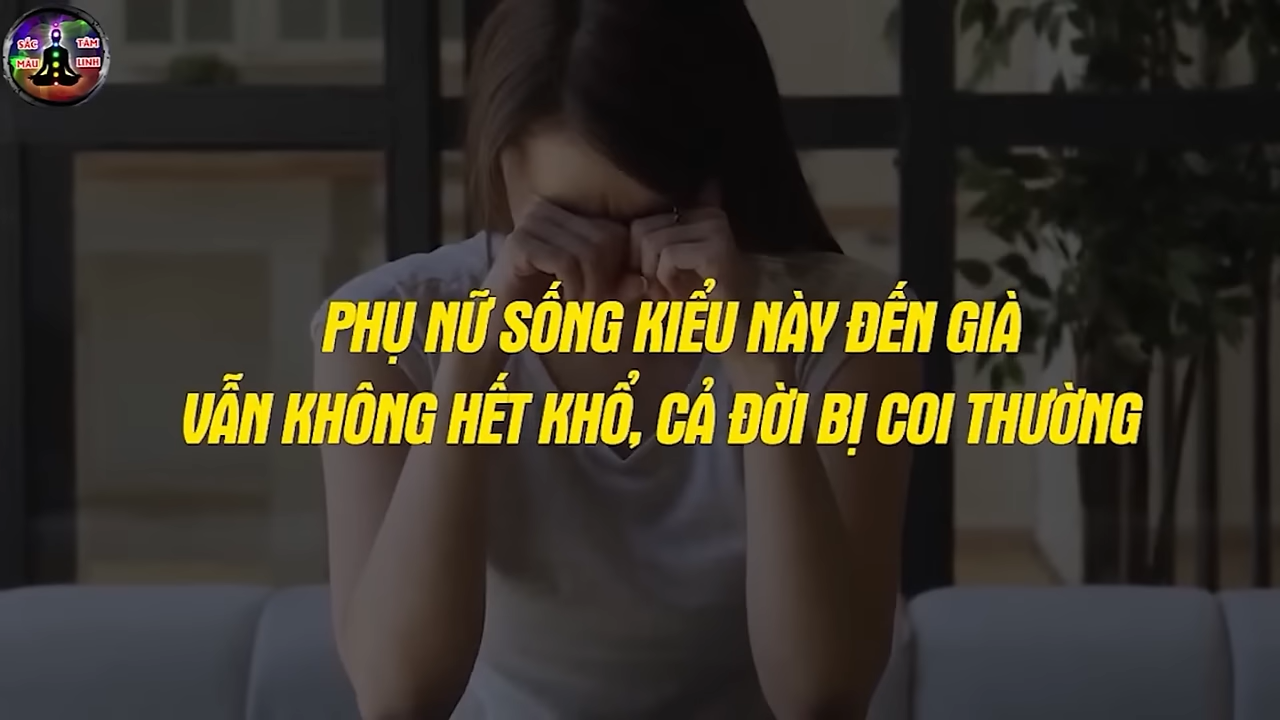 SẮC TÂM
MÀU LINH
PHỤ NỮ SỐNG KIỂU NÀY ĐẾN GIÀ
VẪN KHÔNG HẾT KHỔ, CẢ ĐỜI BỊ COI THƯỜNG